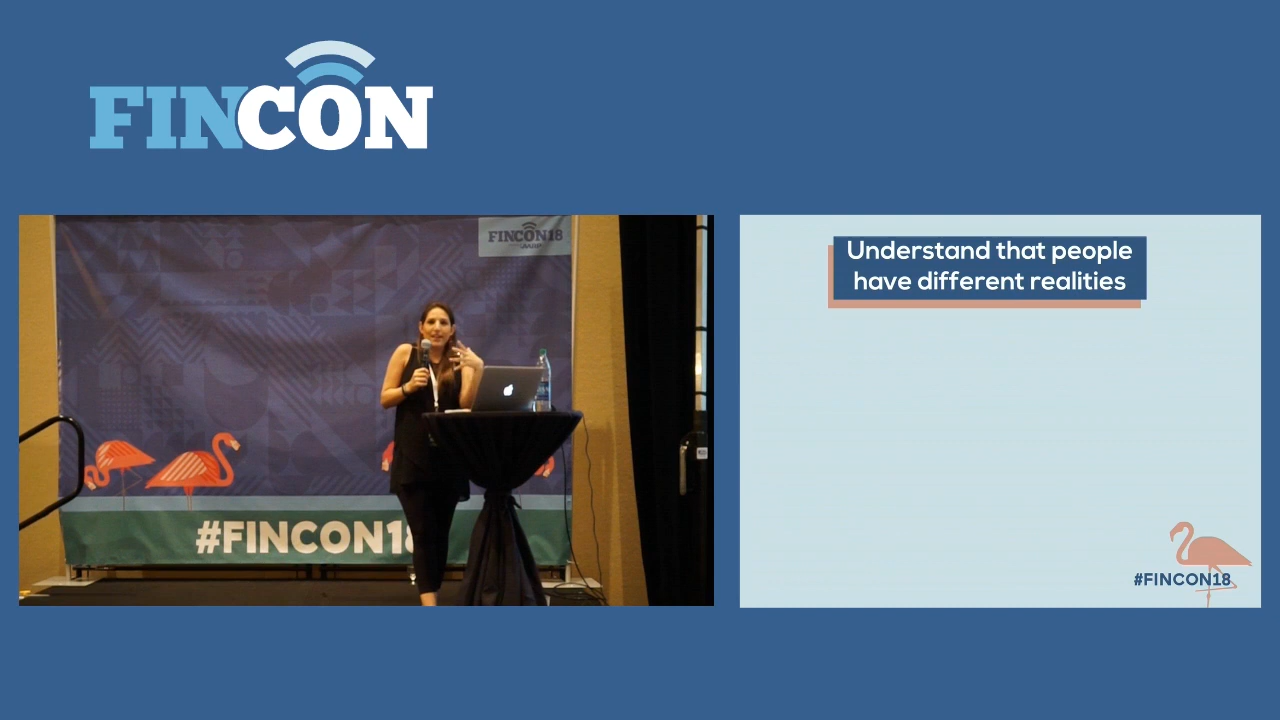 FINCON
FINCON18
#FINCON18
Understand that people
have different realities
#FINCON18